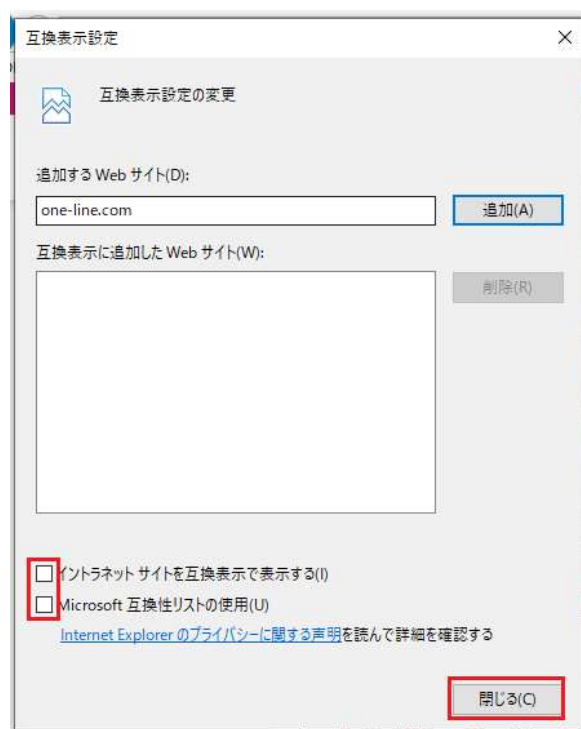 互換表示設定
互換表示設定の変更
追加する Web サイト(D):
one-line.com
追加(A)
互換表示に追加した Web サイト(W):
削除(R)
イントラネット サイトを互換表示で表示する(I)
Microsoft 互換性リストの使用(U)
Internet Explorer のプライバシーに関する声明を読んで詳細を確認する
閉じる(C)